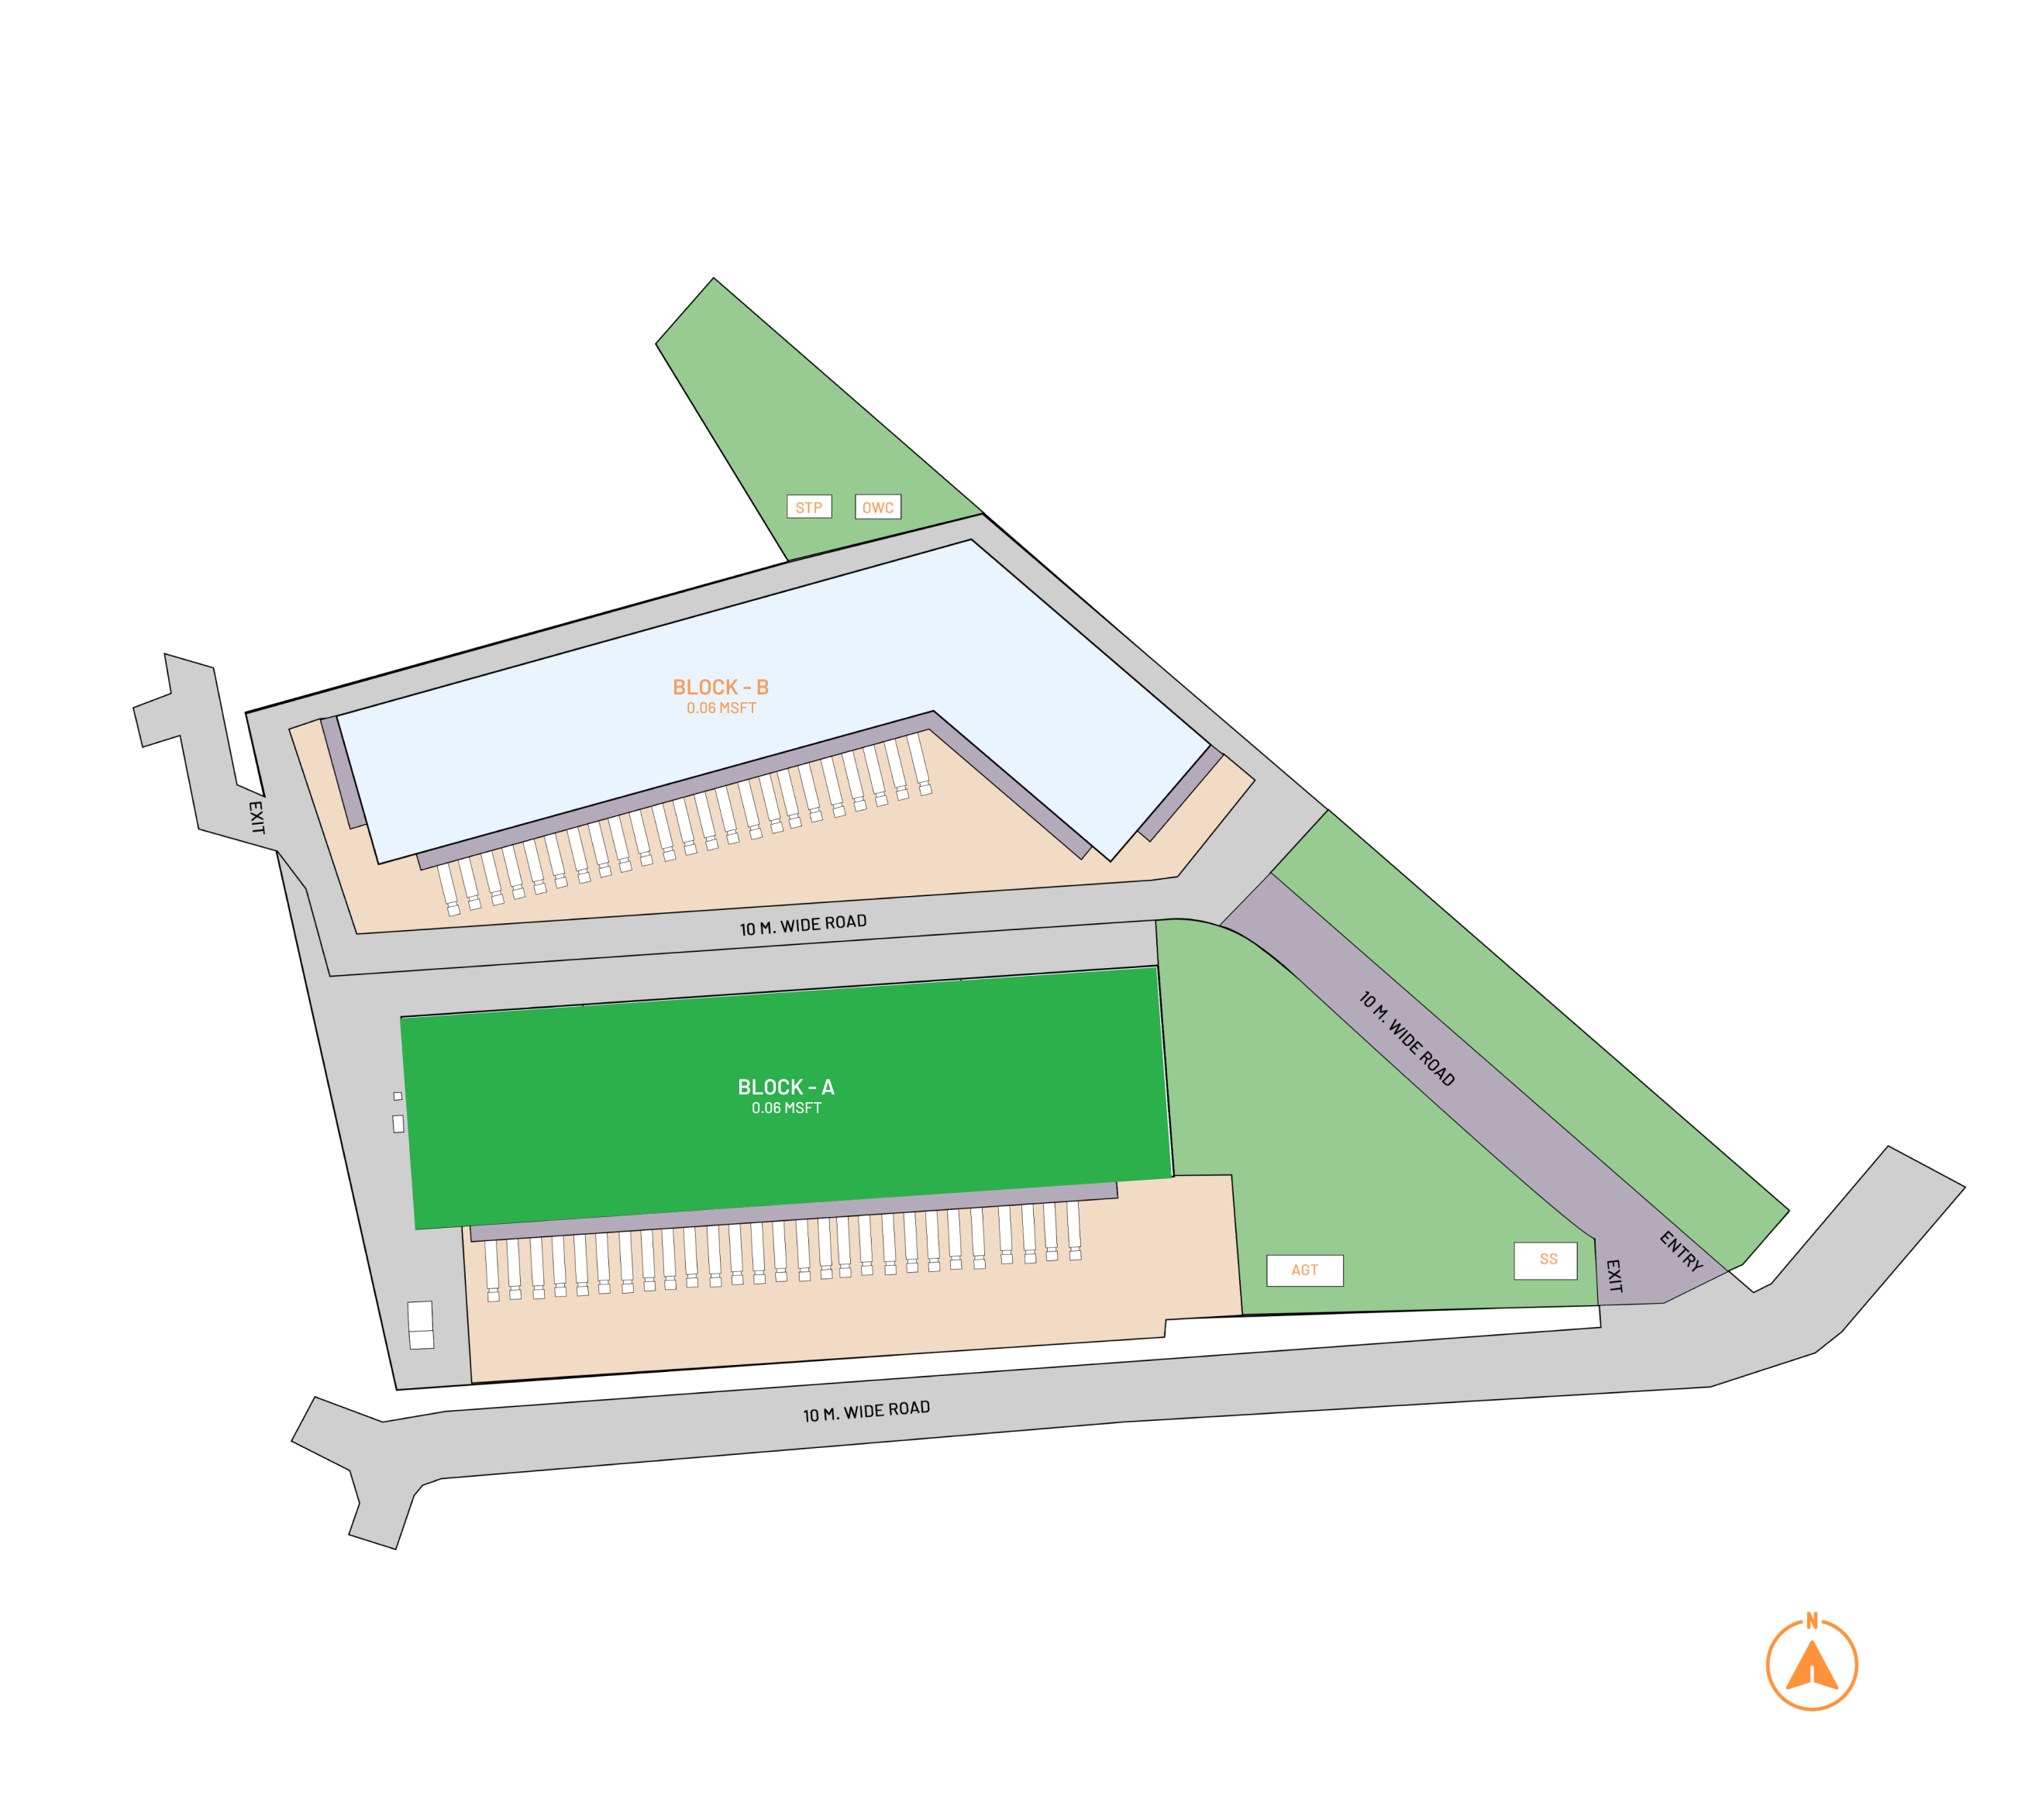 STP
OWC
BLOCK - B
0.06 MSFT
EXIT
10 M. WIDE ROAD
10 M. WIDE ROAD
BLOCK - A
0.06 MSFT
ENTRY
EXIT
AGT
SS
10 M. WIDE ROAD
N